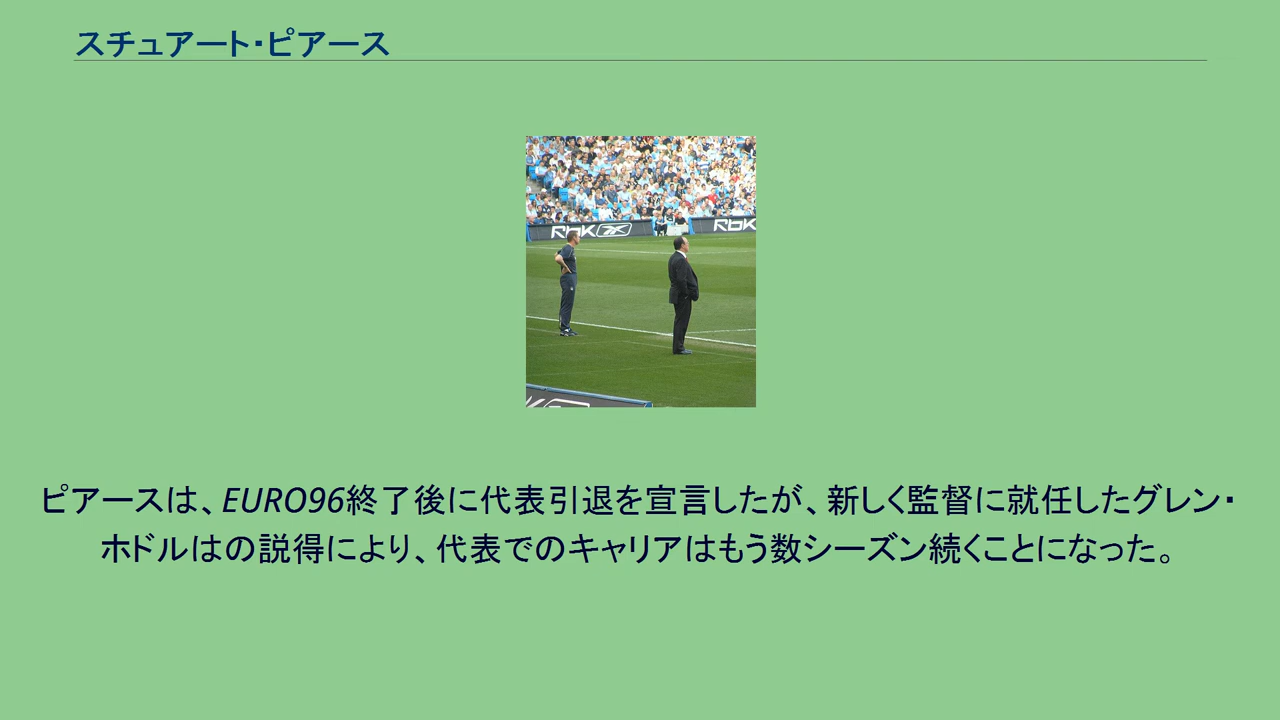 スチュアート・ピアース
Rbk
Rbk
ピアースは、EURO96終了後に代表引退を宣言したが、新しく監督に就任したグレン・
ホドルはの説得により、代表でのキャリアはもう数シーズン続くことになった。